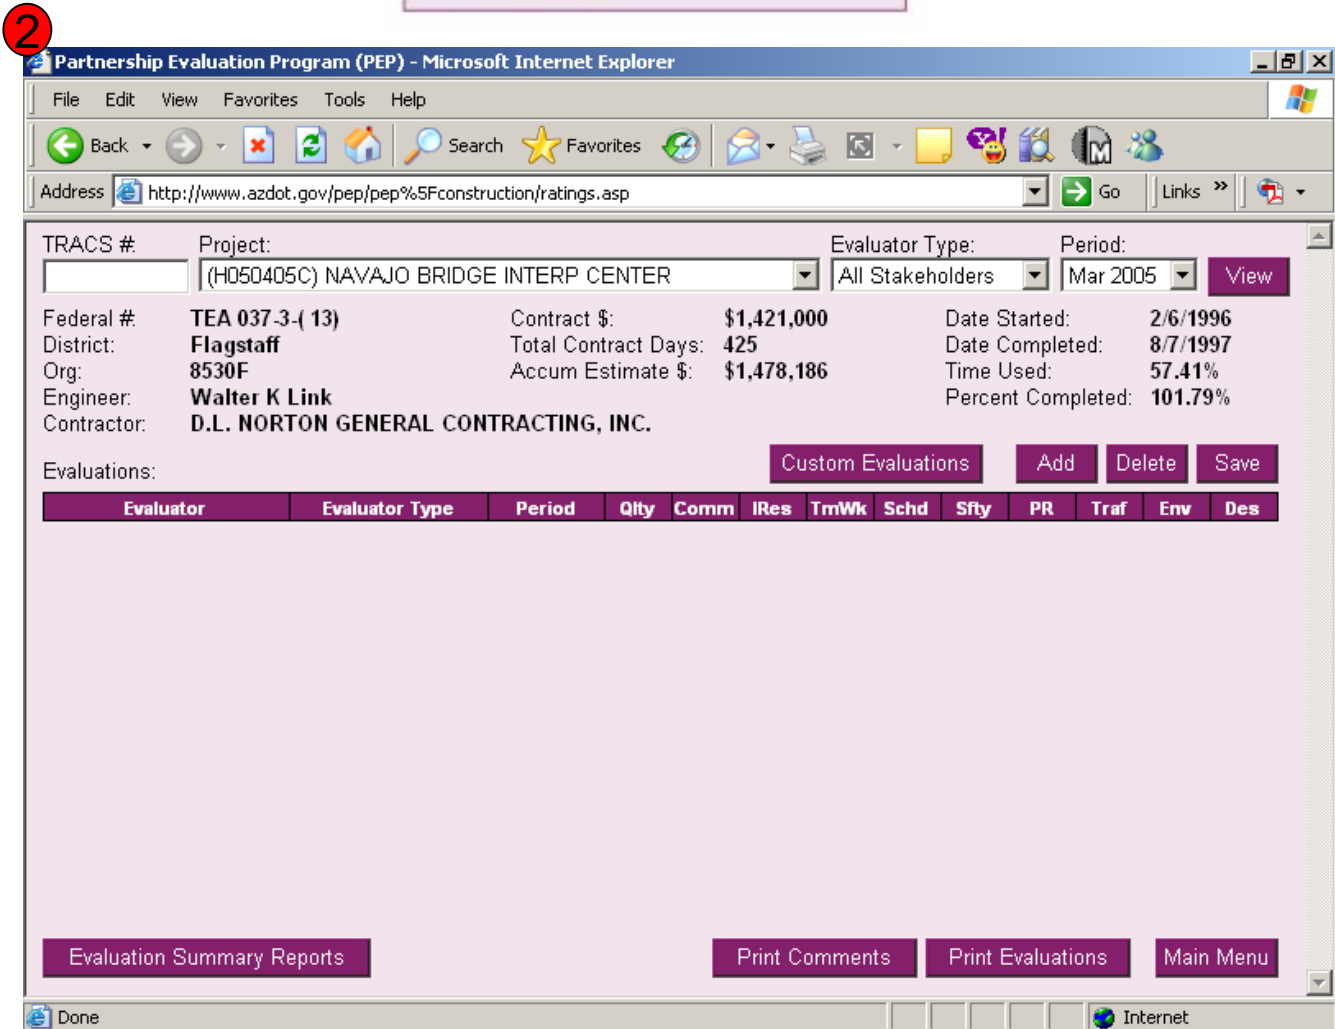 2
Partnership Evaluation Program (PEP) - Microsoft Internet Explorer
File Edit View Favorites Tools Help
Back Search Favorites
Address http://www.azdot.gov/pep/pep%5Fconstruction/ratings.asp Go Links »
TRACS #: Project: Evaluator Type: Period:
(H050405C) NAVAJO BRIDGE INTERP CENTER All Stakeholders Mar 2005 View
Federal #: TEA 037-3-( 13) Contract $: $1,421,000 Date Started: 2/6/1996
District: Flagstaff Total Contract Days: 425 Date Completed: 8/7/1997
Org: 8530F Accum Estimate $: $1,478,186 Time Used: 57.41%
Engineer: Walter K Link Percent Completed: 101.79%
Contractor: D.L. NORTON GENERAL CONTRACTING, INC.
Evaluations: Custom Evaluations Add Delete Save
Evaluator Evaluator Type Period Qlty Comm IRes TmWk Schd Sfty PR Traf Env Des
Evaluation Summary Reports Print Comments Print Evaluations Main Menu
Done Internet